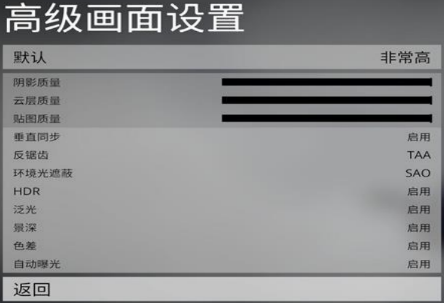 高级画面设置
默认 非常高
阴影质量
云层质量
贴图质量
垂直同步 启用
反锯齿 TAA
环境光遮蔽 SAO
HDR 启用
泛光 启用
景深 启用
色差 启用
自动曝光 启用
返回